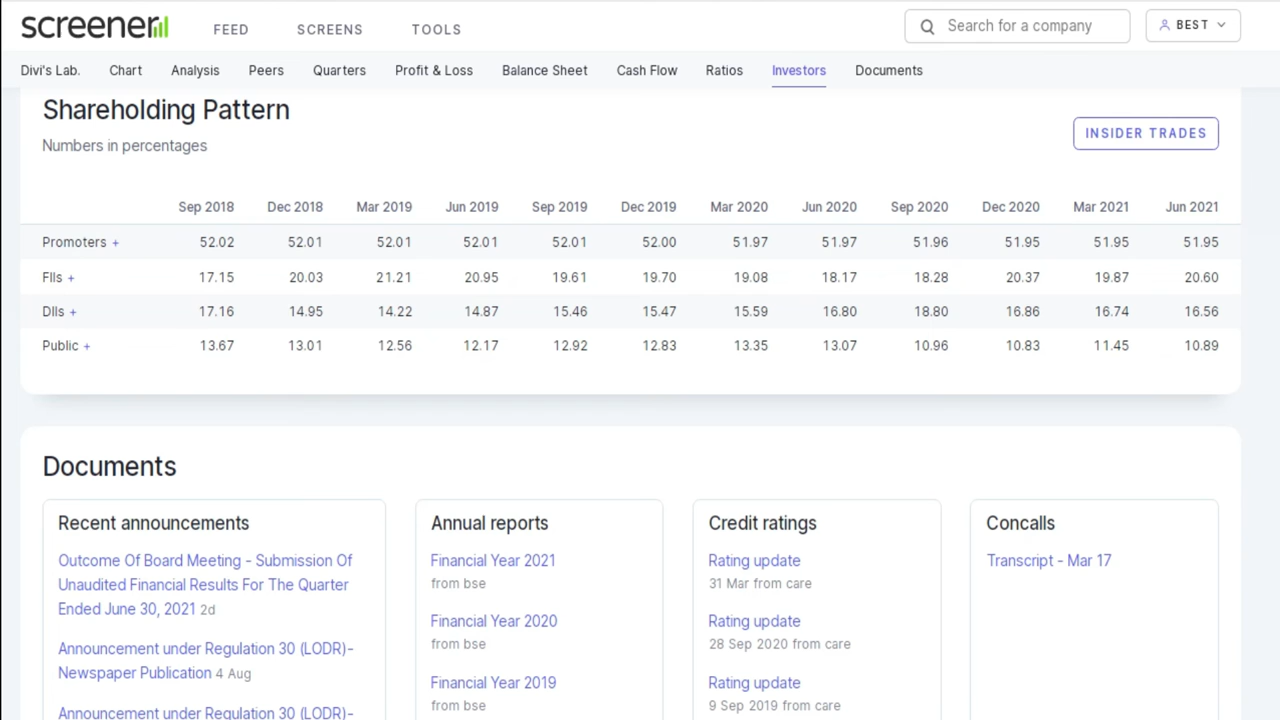 screener
FEED
SCREENS
TOOLS
Search for a company
BEST
Divi's Lab.
Chart
Analysis
Peers
Quarters
Profit & Loss
Balance Sheet
Cash Flow
Ratios
Investors
Documents
Shareholding Pattern
Numbers in percentages
INSIDER TRADES
Sep 2018 Dec 2018 Mar 2019 Jun 2019 Sep 2019 Dec 2019 Mar 2020 Jun 2020 Sep 2020 Dec 2020 Mar 2021 Jun 2021
Promoters + 52.02 52.01 52.01 52.01 52.01 52.00 51.97 51.97 51.96 51.95 51.95 51.95
FIIs + 17.15 20.03 21.21 20.95 19.61 19.70 19.08 18.17 18.28 20.37 19.87 20.60
DIIs + 17.16 14.95 14.22 14.87 15.46 15.47 15.59 16.80 18.80 16.86 16.74 16.56
Public + 13.67 13.01 12.56 12.17 12.92 12.83 13.35 13.07 10.96 10.83 11.45 10.89
Documents
Recent announcements
Outcome Of Board Meeting - Submission Of
Unaudited Financial Results For The Quarter
Ended June 30, 2021 2d
Announcement under Regulation 30 (LODR)-
Newspaper Publication 4 Aug
Announcement under Regulation 30 (LODR)-
Annual reports
Financial Year 2021
from bse
Financial Year 2020
from bse
Financial Year 2019
from bse
Credit ratings
Rating update
31 Mar from care
Rating update
28 Sep 2020 from care
Rating update
9 Sep 2019 from care
Concalls
Transcript - Mar 17